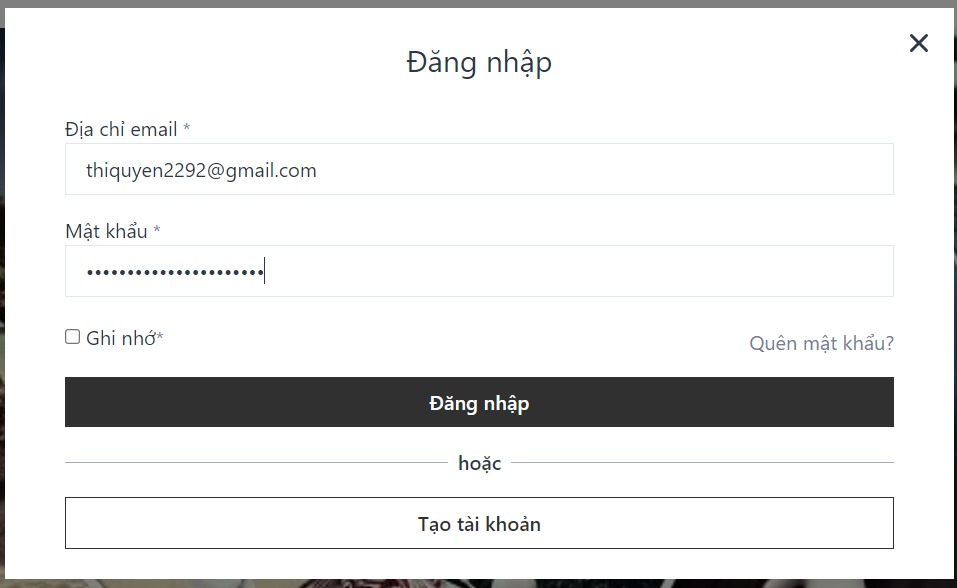 Đăng nhập
Địa chỉ email *
thiquyen2292@gmail.com
Mật khẩu *
••••••••••••••••••••••
Ghi nhớ*
Quên mật khẩu?
Đăng nhập
hoặc
Tạo tài khoản